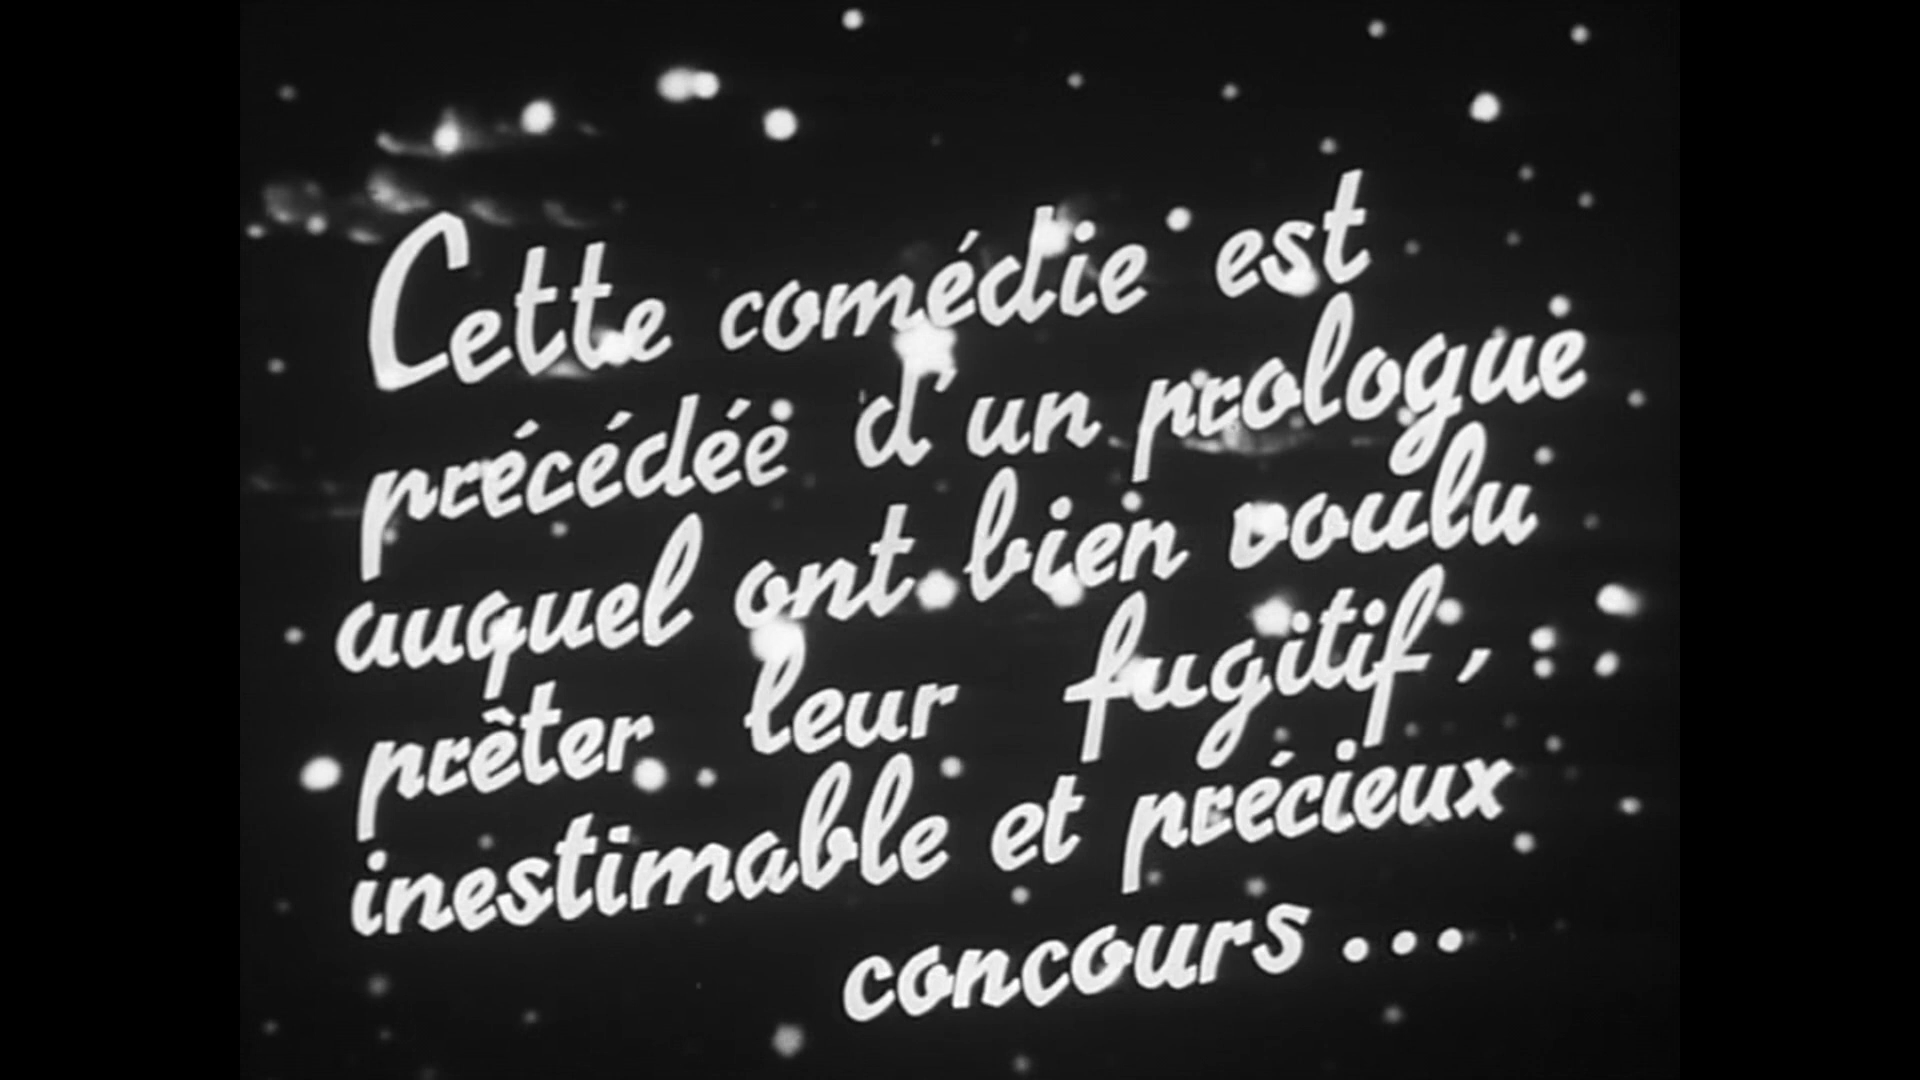 Cette comédie est
précédée d'un prologue
auquel ont bien voulu
prêter leur fugitif,
inestimable et précieux
concours...